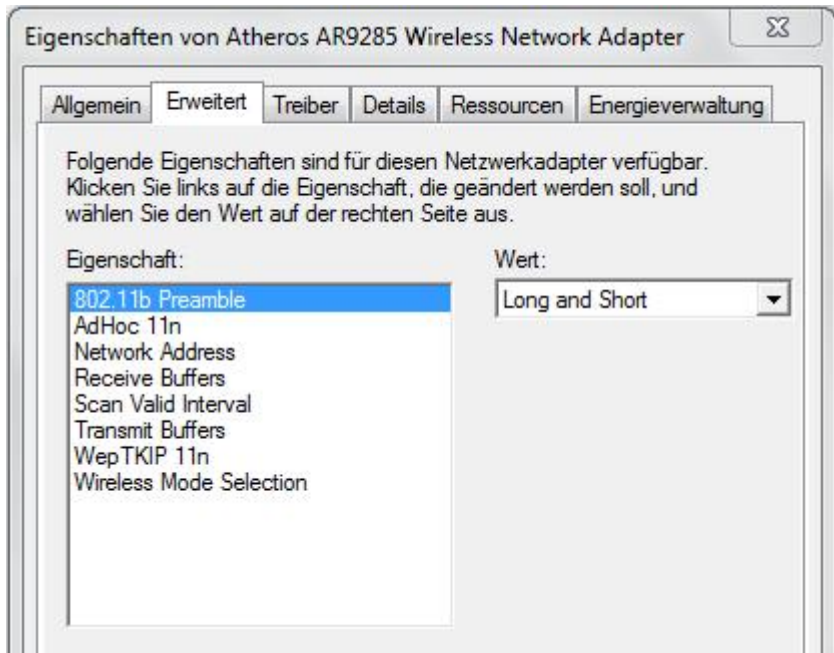 Eigenschaften von Atheros AR9285 Wireless Network Adapter
Allgemein Erweitert Treiber Details Ressourcen Energieverwaltung
Folgende Eigenschaften sind für diesen Netzwerkadapter verfügbar.
Klicken Sie links auf die Eigenschaft, die geändert werden soll, und
wählen Sie den Wert auf der rechten Seite aus.
Eigenschaft:
802.11b Preamble
AdHoc 11n
Network Address
Receive Buffers
Scan Valid Interval
Transmit Buffers
WepTKIP 11n
Wireless Mode Selection
Wert:
Long and Short